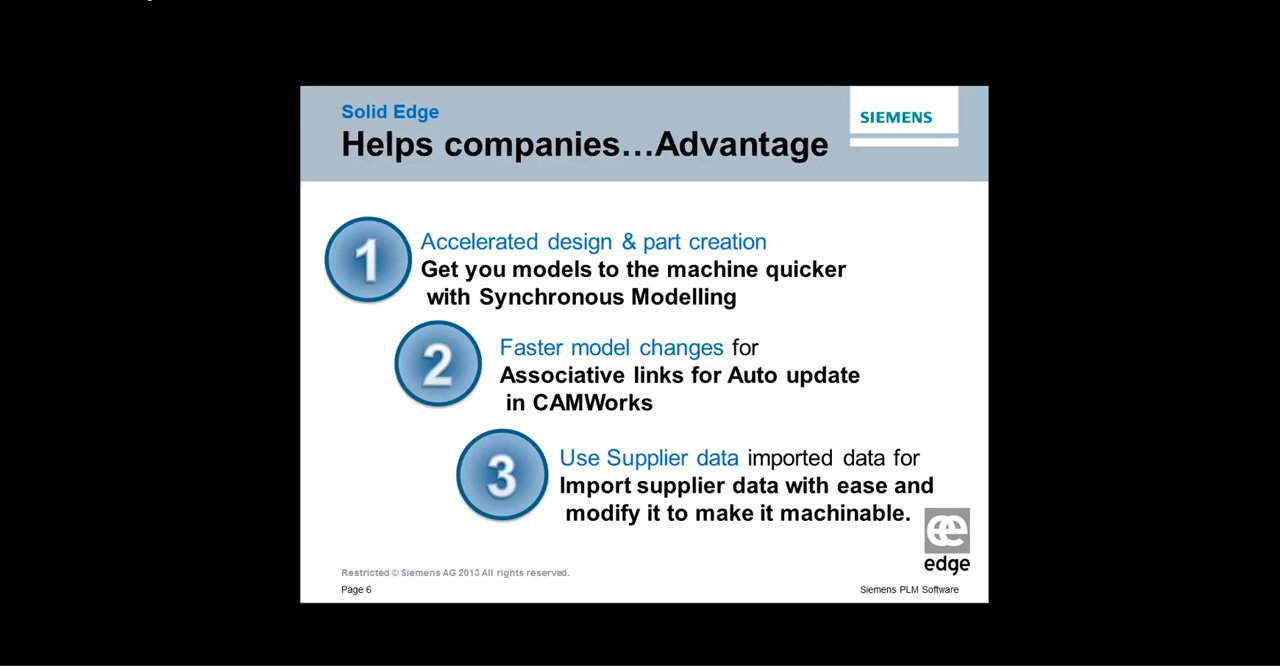 Solid Edge
Helps companies…Advantage
SIEMENS
1
Accelerated design & part creation
Get you models to the machine quicker
with Synchronous Modelling
2
Faster model changes for
Associative links for Auto update
in CAMWorks
3
Use Supplier data imported data for
Import supplier data with ease and
modify it to make it machinable.
ee
edge
Restricted © Siemens AG 2013 All rights reserved.
Page 6
Siemens PLM Software